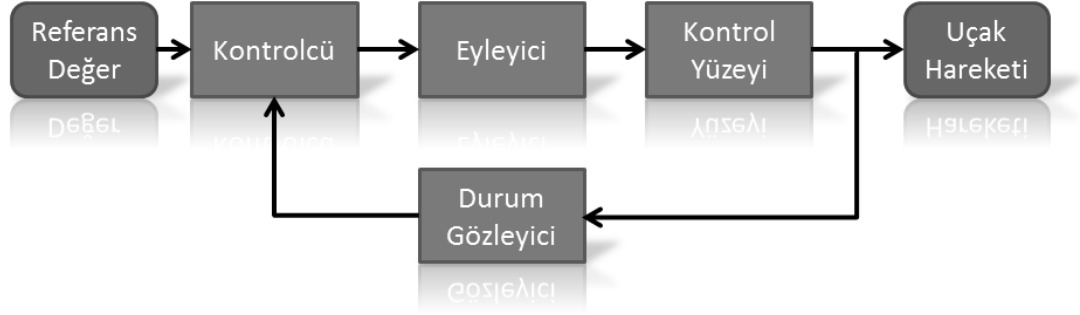 Referans
Değer
Kontrolcü
Eyleyici
Kontrol
Yüzeyi
Uçak
Hareketi
Durum
Gözleyici